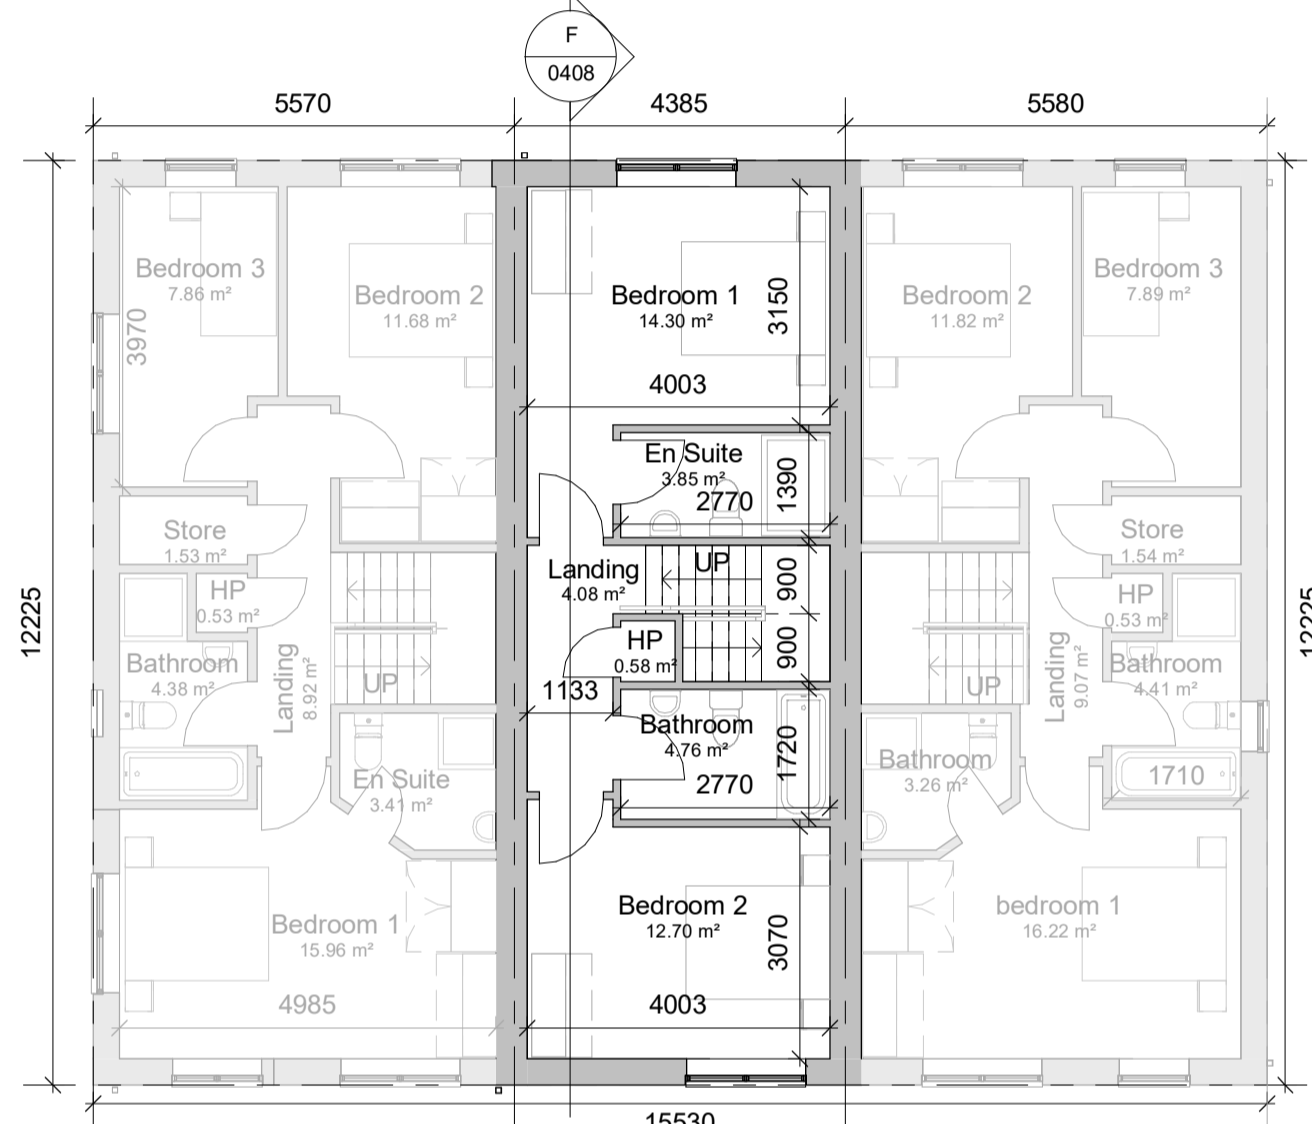 F
0408
5570
4385
5580
Bedroom 3
7.86 m²
Bedroom 2
11.68 m²
3970
Bedroom 1
14.30 m²
3150
4003
Bedroom 2
11.82 m²
Bedroom 3
7.89 m²
En Suite
3.85 m²
2770
1390
Store
1.53 m²
HP
0.53 m²
Landing
8.92 m²
Bathroom
4.38 m²
UP
Landing
4.08 m²
UP
900
900
HP
0.58 m²
1133
Store
1.54 m²
HP
0.53 m²
Landing
9.07 m²
Bathroom
4.41 m²
UP
12225
12225
En Suite
3.41 m²
Bathroom
4.76 m²
1720
2770
Bathroom
3.26 m²
1710
Bedroom 1
15.96 m²
4985
Bedroom 2
12.70 m²
3070
4003
bedroom 1
16.22 m²
15530